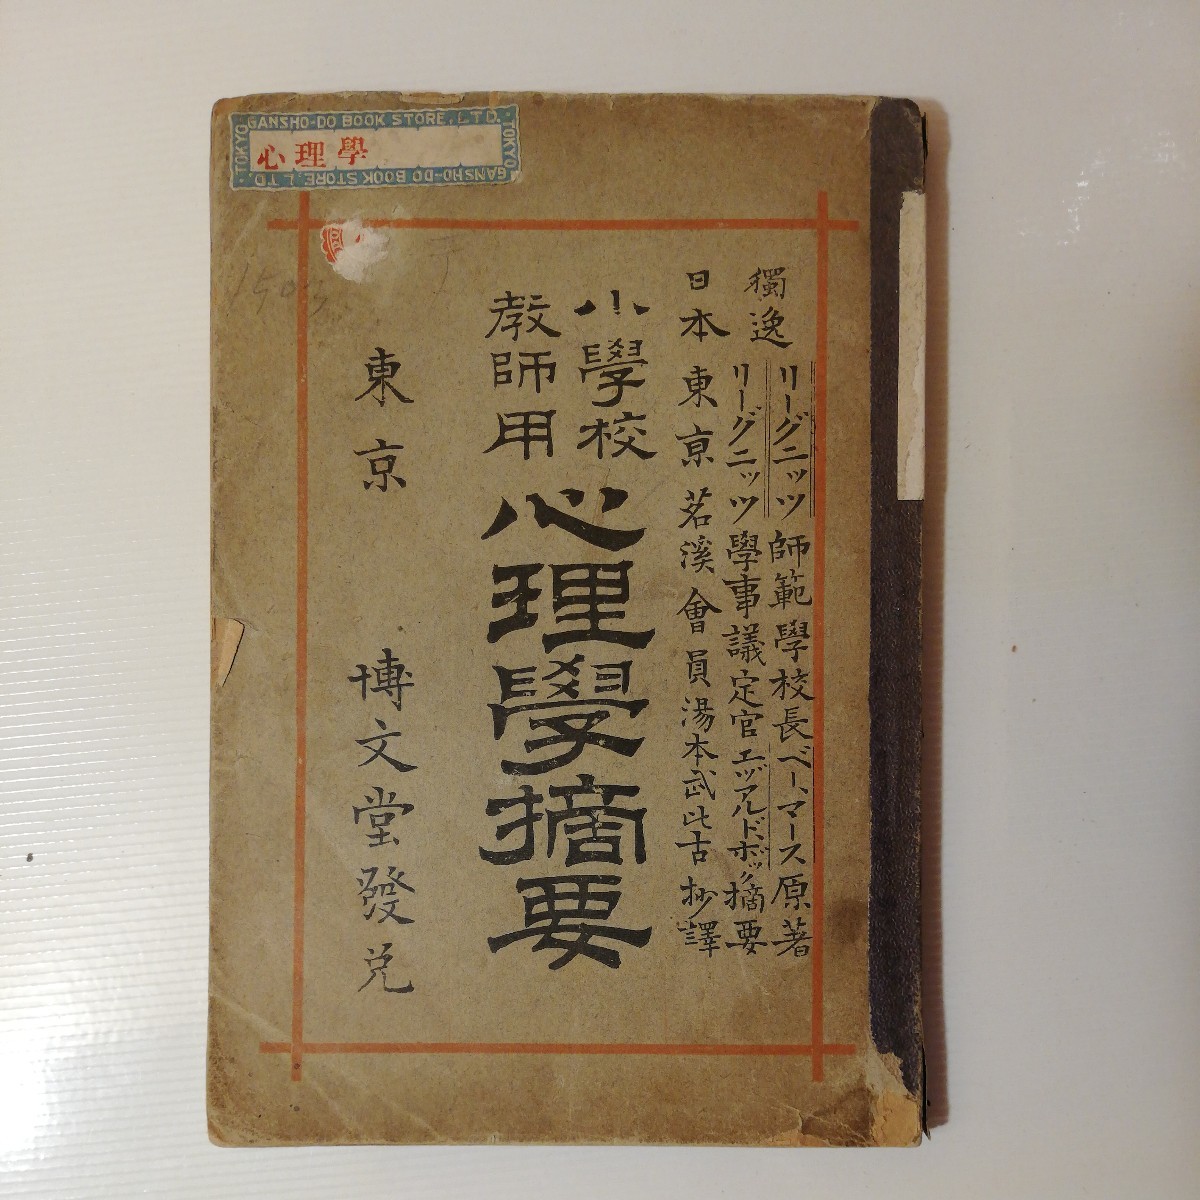 GANSHO-DO BOOK STORE, LTD.
TOKYO
TOKYO
GANSHO-DO BOOK STORE, LTD.
心理學
獨逸
リーグニッツ師範學校長ベーマース原著
リーグニッツ學事議定官エッアルドボック摘要
日本東京茗溪會員湯本武比古抄譯
小學校
教師用
心理學摘要
東京 博文堂發兌